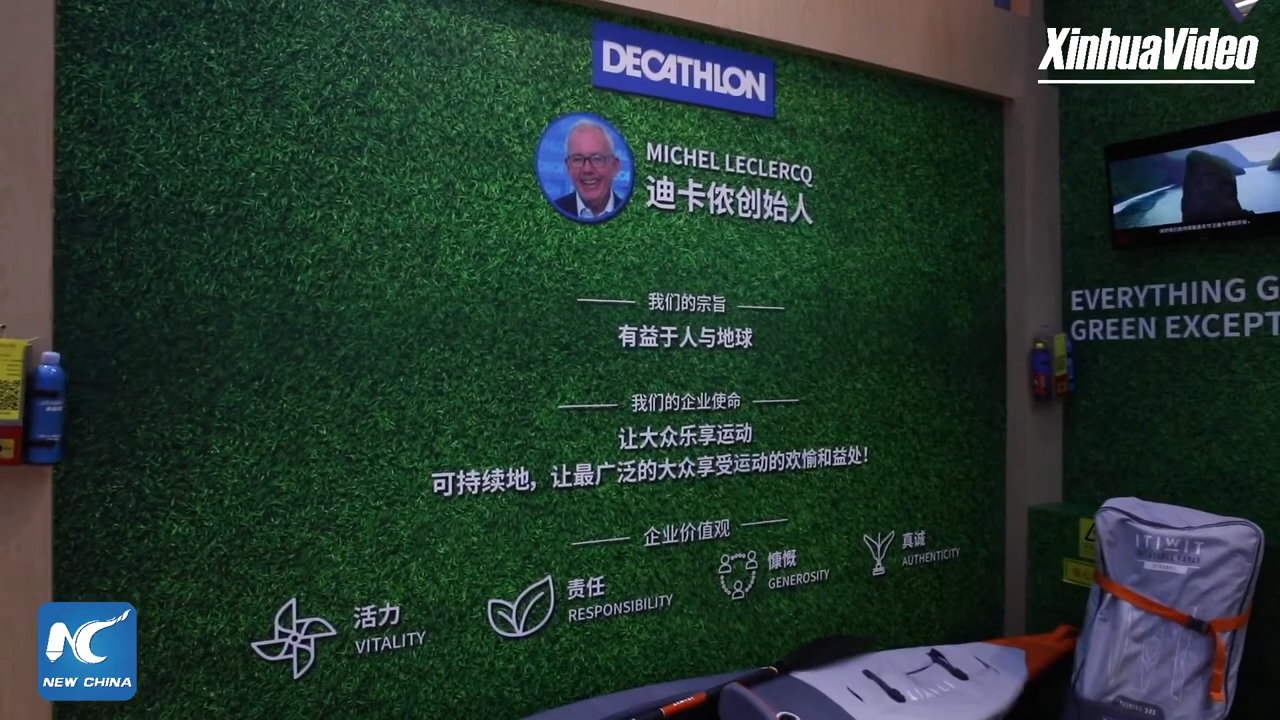 XinhuaVideo
DECATHLON
MICHEL LECLERCQ
迪卡侬创始人
我们的宗旨
有益于人与地球
我们的企业使命
让大众乐享运动
可持续地，让最广泛的大众享受运动的欢愉和益处!
企业价值观
活力
VITALITY
责任
RESPONSIBILITY
慷慨
GENEROSITY
真诚
AUTHENTICITY
EVERYTHING G
GREEN EXCEPT
ITIWIT
NC
NEW CHINA